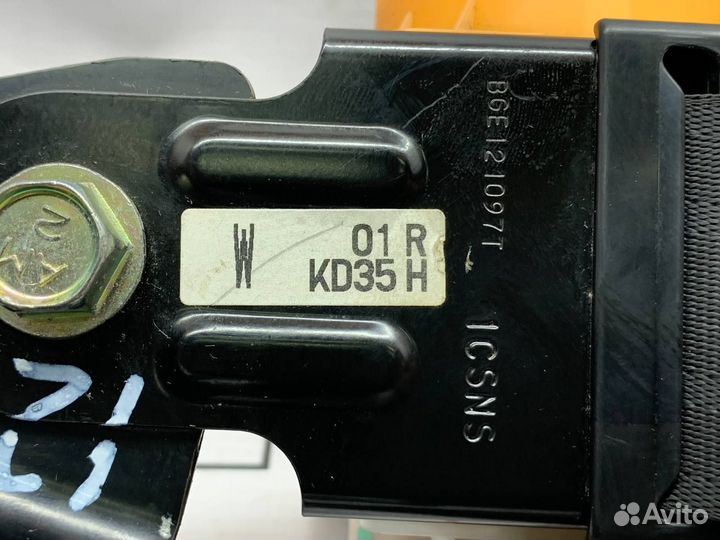 W 01 R
KD35 H
B6E121097T
1CSNS
Avito